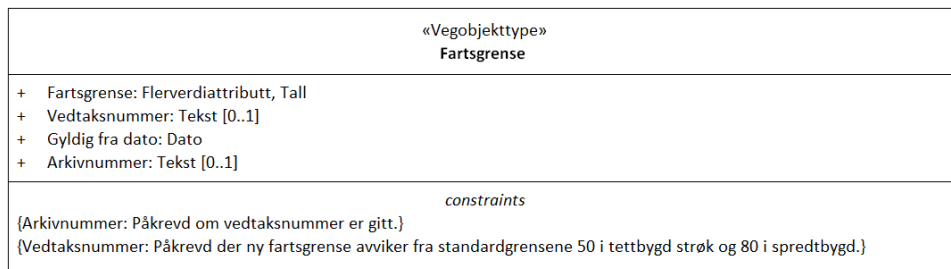 «Vegobjekttype»
Fartsgrense
+ Fartsgrense: Flerverdiattributt, Tall
+ Vedtaksnummer: Tekst [0..1]
+ Gyldig fra dato: Dato
+ Arkivnummer: Tekst [0..1]
constraints
{Arkivnummer: Påkrevd om vedtaksnummer er gitt.}
{Vedtaksnummer: Påkrevd der ny fartsgrense avviker fra standardgrensene 50 i tettbygd strøk og 80 i spredtbygd.}